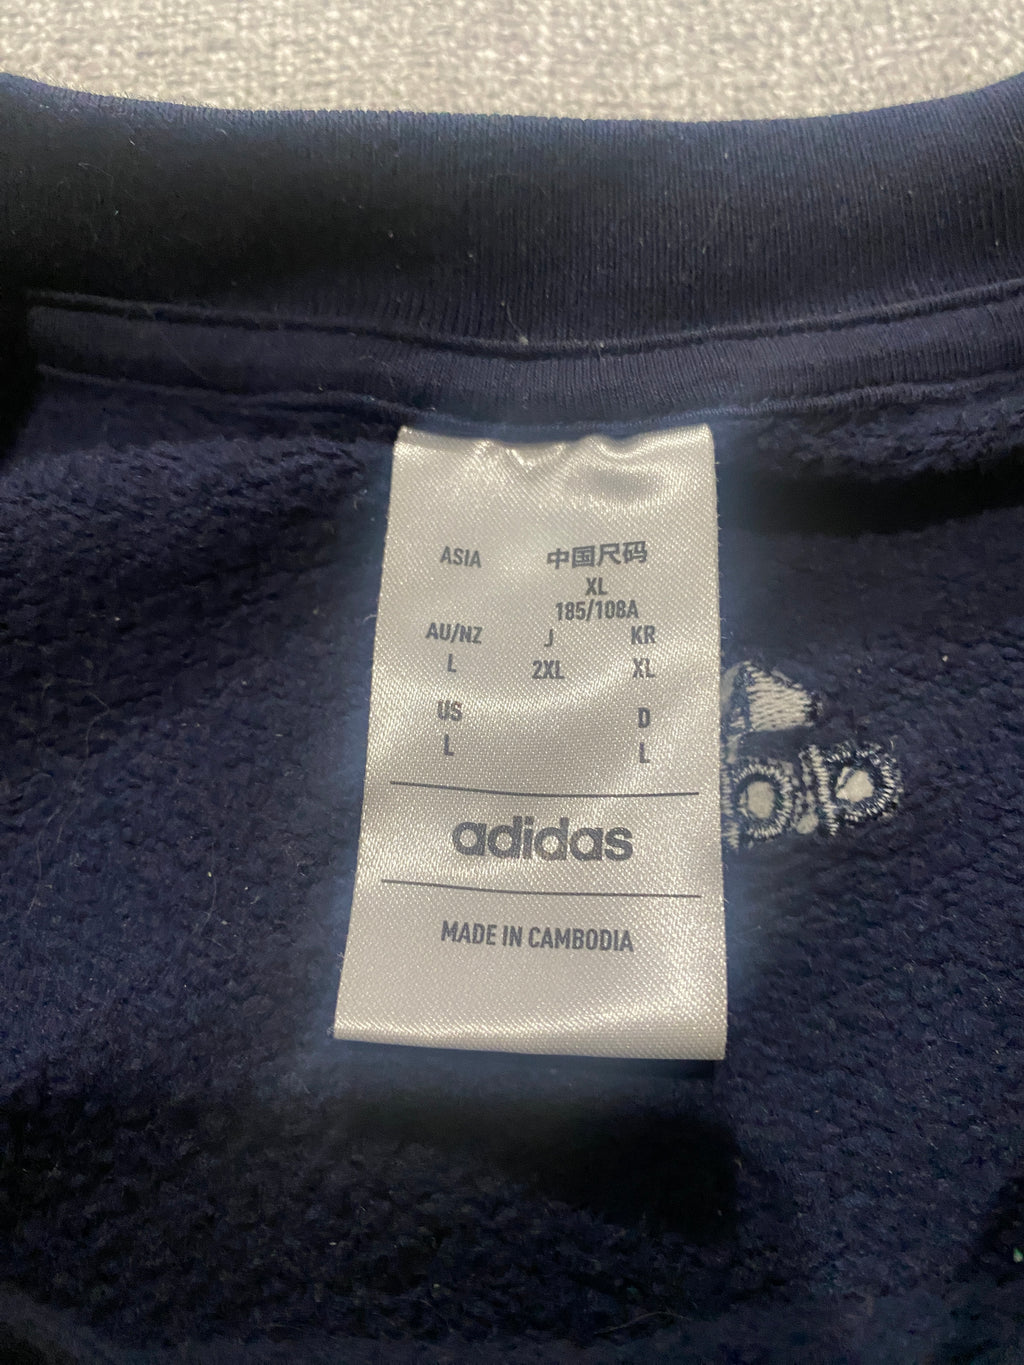 ASIA 中国尺码
XL
185/108A
AU/NZ J KR
L 2XL XL
US D
L L
adidas
MADE IN CAMBODIA